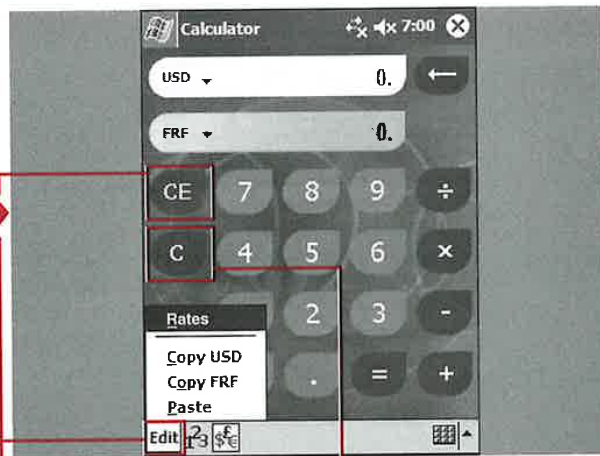 Calculator 7:00
USD 0.
FRF 0.
CE 7 8 9 ÷
C 4 5 6 ×
Rates 2 3 -
Copy USD
Copy FRF . = +
Paste
Edit 123 $£€